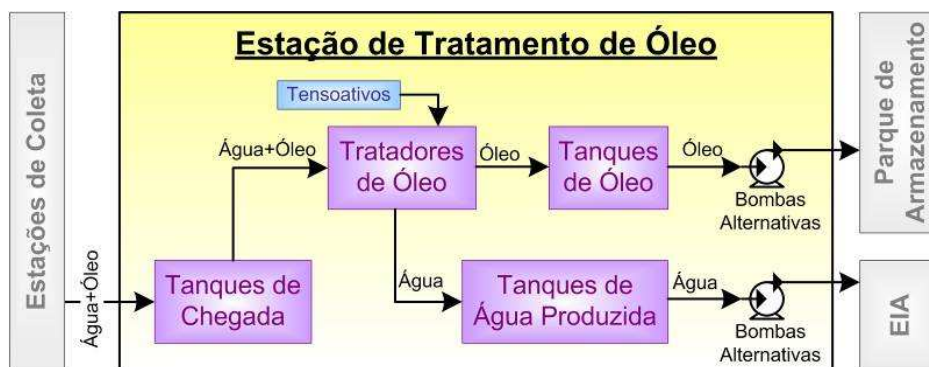 Estações de Coleta
Água+Óleo
Estação de Tratamento de Óleo
Tensoativos
Água+Óleo
Tratadores
de Óleo
Óleo
Tanques
de Óleo
Óleo
Bombas
Alternativas
Tanques de
Chegada
Água
Tanques de
Água Produzida
Água
Bombas
Alternativas
Parque de
Armazenamento
EIA